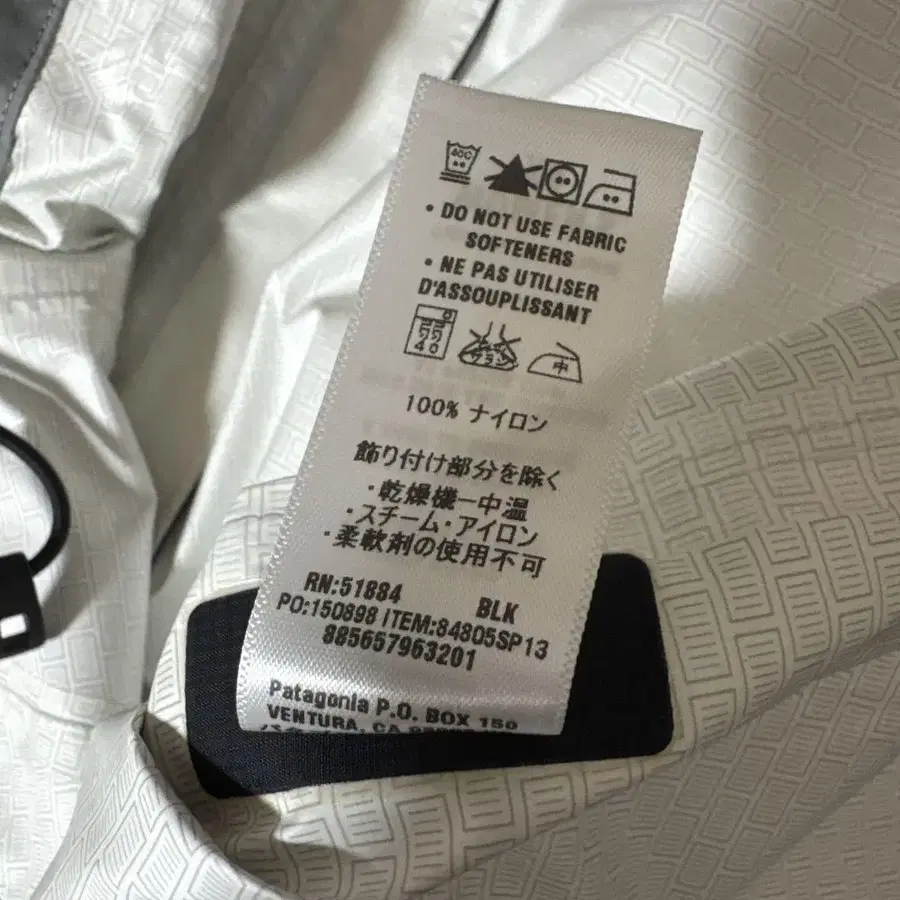 40C
• DO NOT USE FABRIC
SOFTENERS
• NE PAS UTILISER
D'ASSOUPLISSANT
40
中
100% ナイロン
飾り付け部分を除く
・乾燥機一中温
・スチーム・アイロン
・柔軟剤の使用不可
RN:51884 BLK
PO:150898 ITEM:84805SP13
885657963201
Patagonia P.O. BOX 150
VENTURA, CA